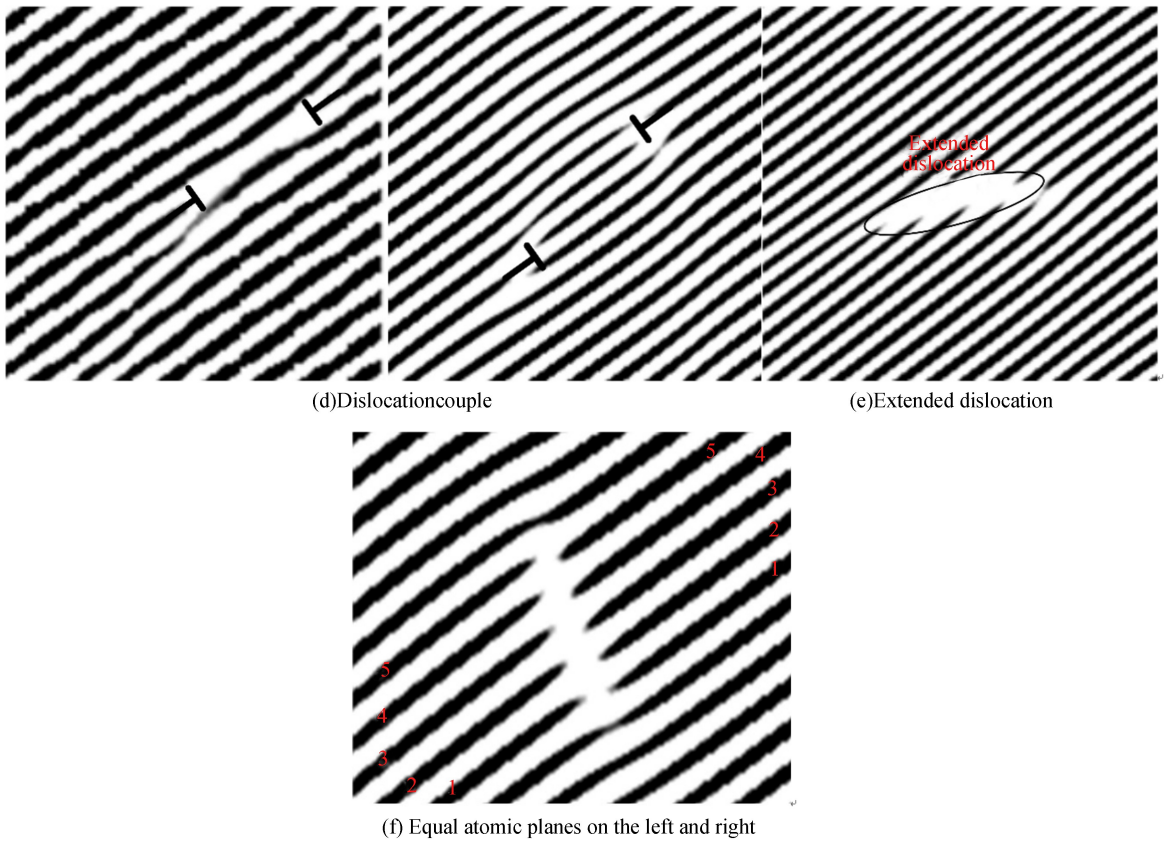 Extended
dislocation
(d)Dislocationcouple
(e)Extended dislocation
5
4
3
2
1
5
4
3
2
1
(f) Equal atomic planes on the left and right